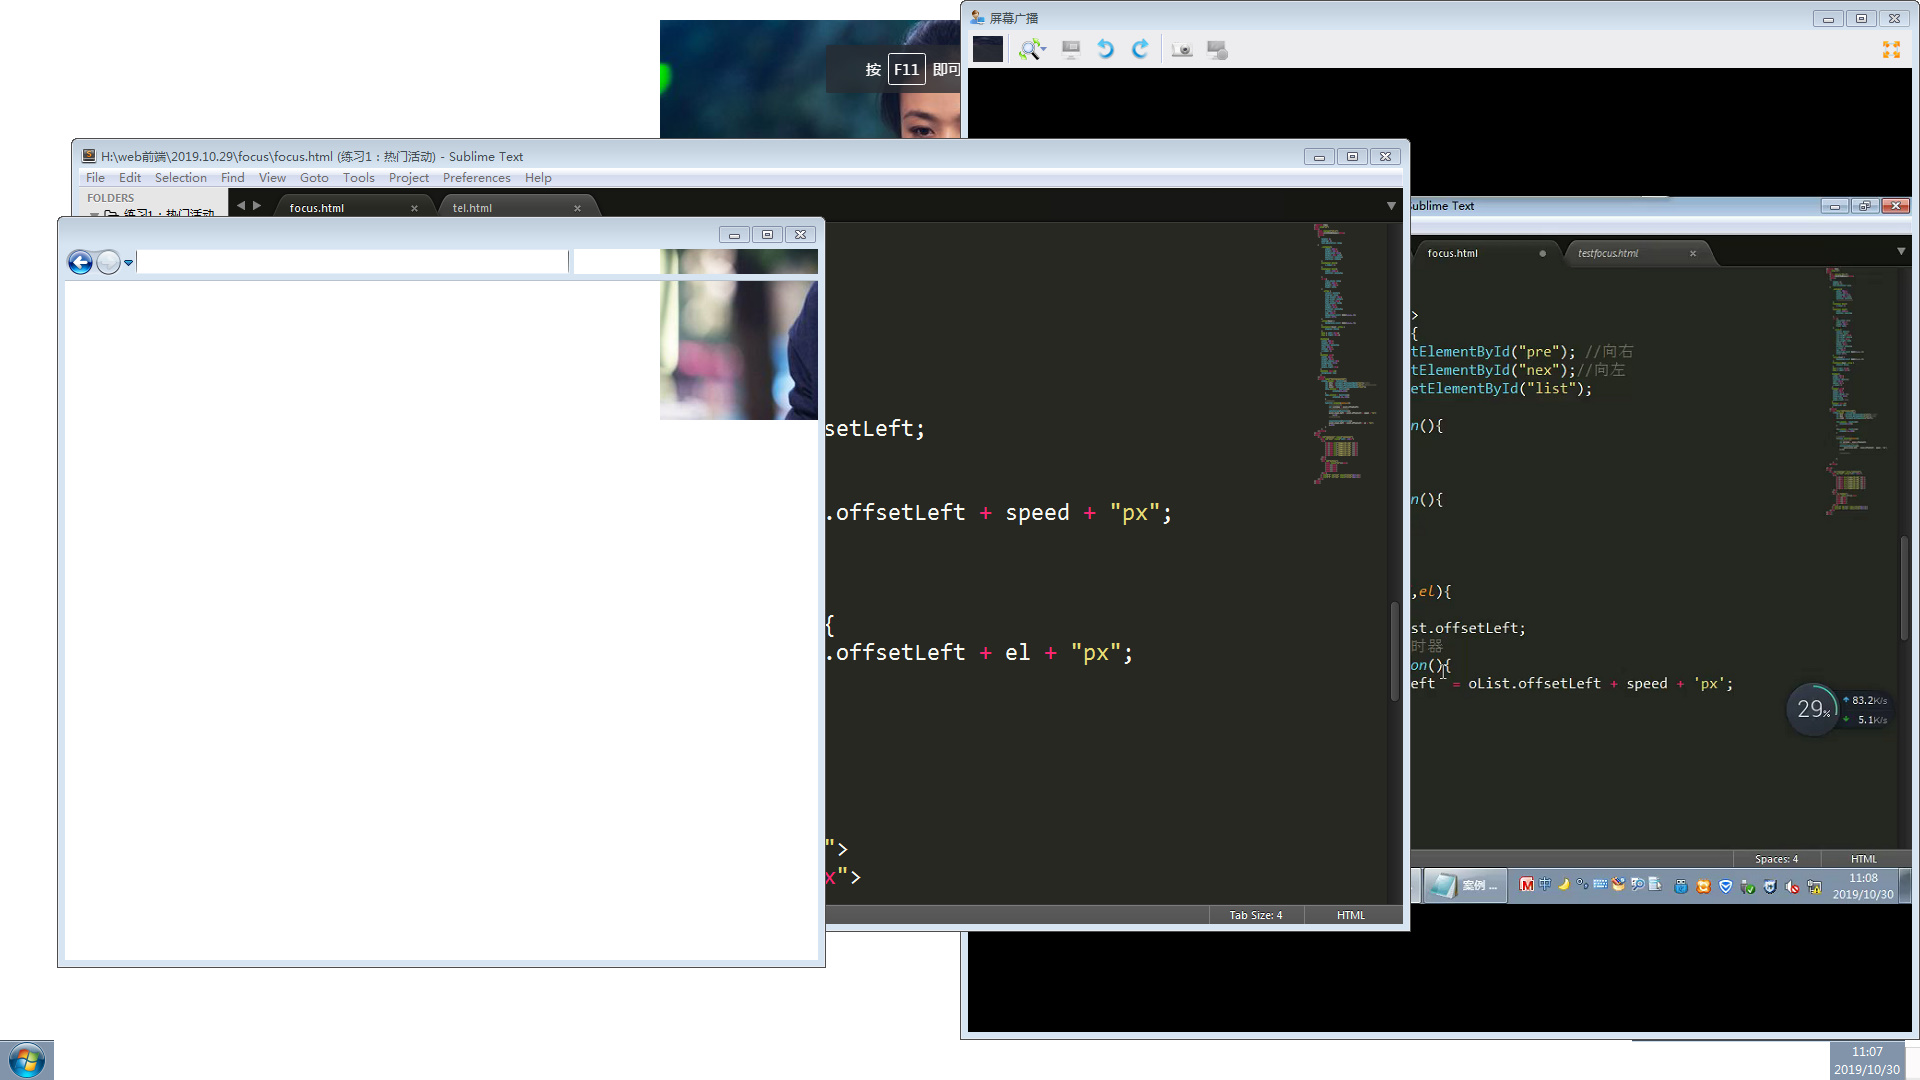 屏幕广播
按 F11 即可
H:\web前端\2019.10.29\focus\focus.html (练习1：热门活动) - Sublime Text
File Edit Selection Find View Goto Tools Project Preferences Help
FOLDERS
练习1：热门活动
focus.html
tel.html
setLeft;
.offsetLeft + speed + "px";
{
.offsetLeft + el + "px";
">
x">
Tab Size: 4
HTML
ublime Text
focus.html
testfocus.html
>
{
tElementById("pre"); //向右
tElementById("nex");//向左
etElementById("list");
n(){
n(){
,el){
st.offsetLeft;
时器
on(){
eft = oList.offsetLeft + speed + 'px';
29%
83.2K/s
5.1K/s
Spaces: 4
HTML
案例 ...
中
11:08
2019/10/30
11:07
2019/10/30